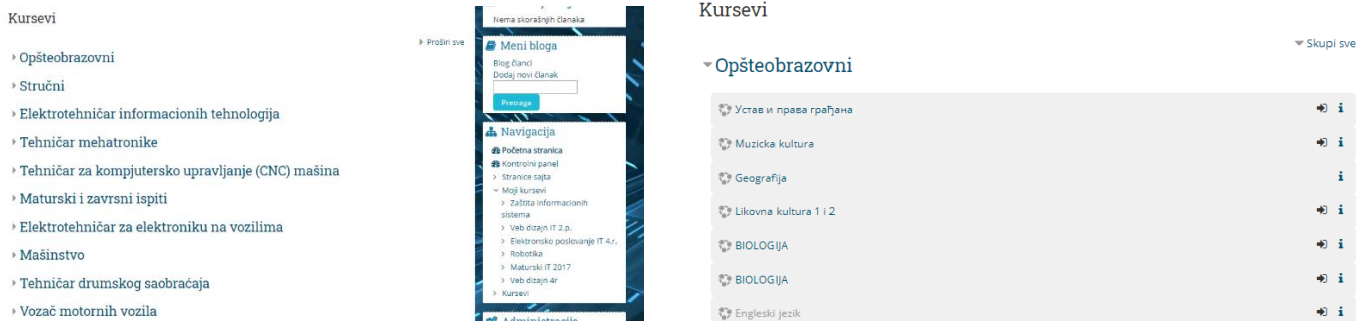 Kursevi
Proširi sve
Opšteobrazovni
Stručni
Elektrotehničar informacionih tehnologija
Tehničar mehatronike
Tehničar za kompjutersko upravljanje (CNC) mašina
Maturski i zavrsni ispiti
Elektrotehničar za elektroniku na vozilima
Mašinstvo
Tehničar drumskog saobraćaja
Vozač motornih vozila
Nema skorašnjih članaka
Meni bloga
Blog članci
Dodaj novi članak
Pretraga
Navigacija
Početna stranica
Kontrolni panel
Stranice sajta
Moji kursevi
Zaštita informacionih
sistema
Veb dizajn IT 2.p.
Elektronsko poslovanje IT 4.r.
Robotika
Maturski IT 2017
Veb dizajn 4r
Kursevi
Administracija
Kursevi
Skupi sve
Opšteobrazovni
Устав и права грађана
Muzicka kultura
Geografija
Likovna kultura 1 i 2
BIOLOGIJA
BIOLOGIJA
Engleski jezik